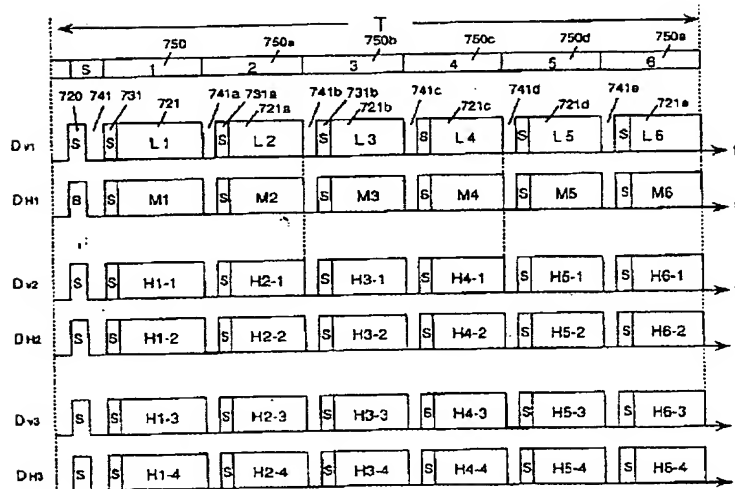 T
750 750a 750b 750c 750d 750a
S 1 2 3 4 5 6
720 741 731 721 741a 731a 721a 741b 731b 721b 741c 721c 741d 721d 741e 721e
Dv1 S S L1 S L2 S L3 S L4 S L5 S L6
DH1 S S M1 S M2 S M3 S M4 S M5 S M6
Dv2 S S H1-1 S H2-1 S H3-1 S H4-1 S H5-1 S H6-1
DH2 S S H1-2 S H2-2 S H3-2 S H4-2 S H5-2 S H6-2
Dv3 S S H1-3 S H2-3 S H3-3 S H4-3 S H5-3 S H6-3
DH3 S S H1-4 S H2-4 S H3-4 S H4-4 S H5-4 S H6-4